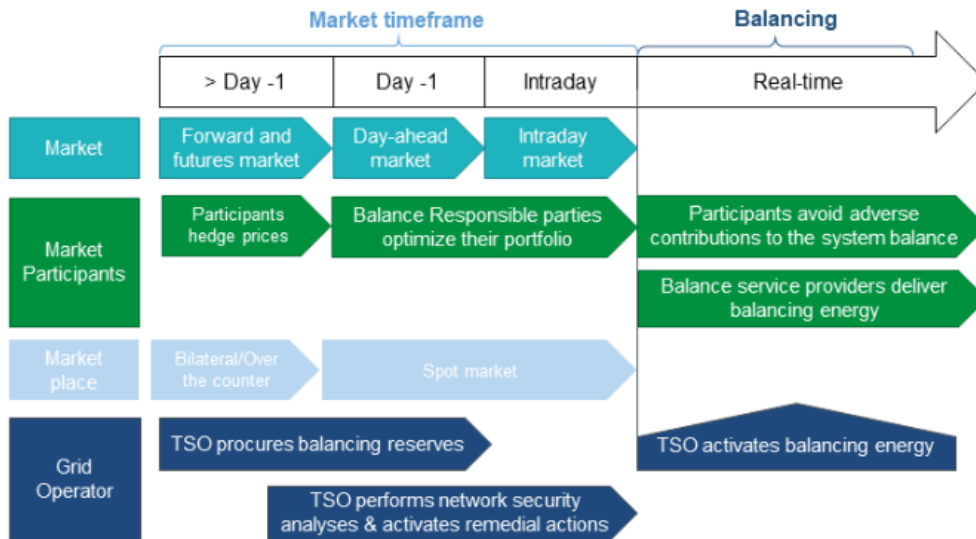 Market timeframe
Balancing
> Day -1
Day -1
Intraday
Real-time
Market
Forward and
futures market
Day-ahead
market
Intraday
market
Market
Participants
Participants
hedge prices
Balance Responsible parties
optimize their portfolio
Participants avoid adverse
contributions to the system balance
Balance service providers deliver
balancing energy
Market
place
Bilateral/Over
the counter
Spot market
Grid
Operator
TSO procures balancing reserves
TSO activates balancing energy
TSO performs network security
analyses & activates remedial actions